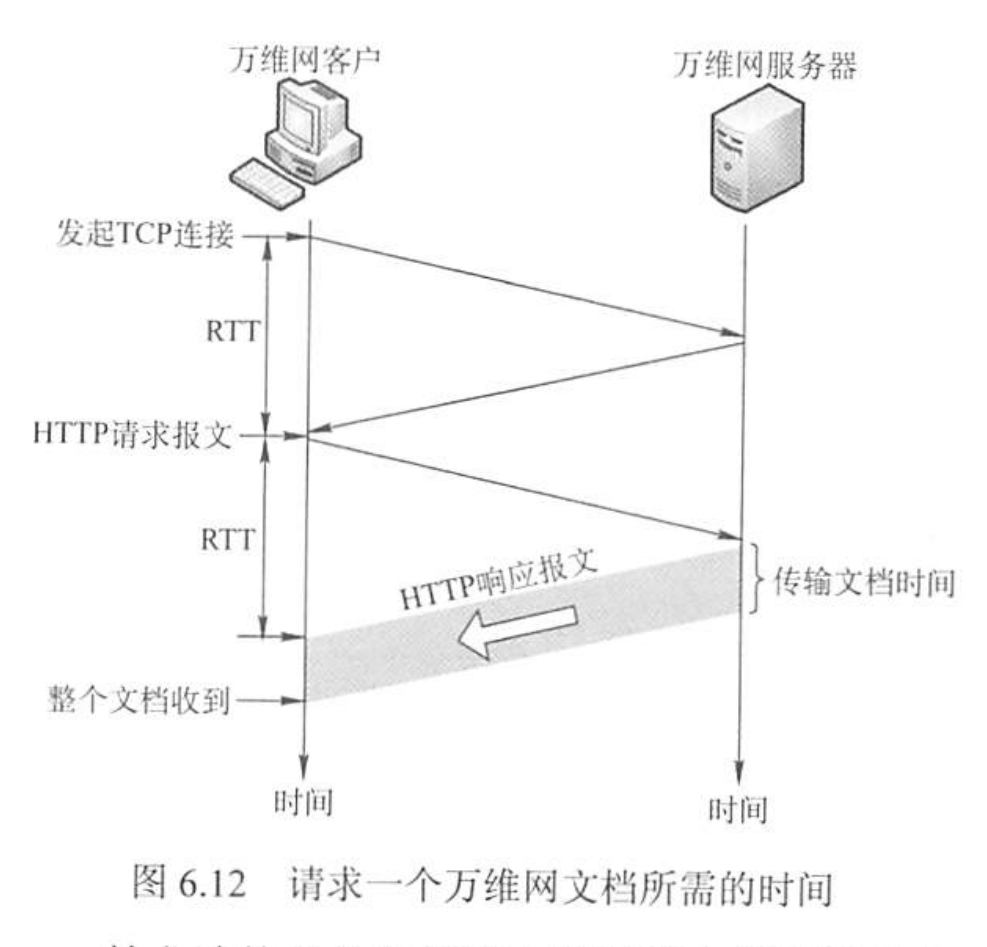 万维网客户
万维网服务器
发起TCP连接
RTT
HTTP请求报文
RTT
HTTP响应报文
传输文档时间
整个文档收到
时间
时间
图 6.12 请求一个万维网文档所需的时间